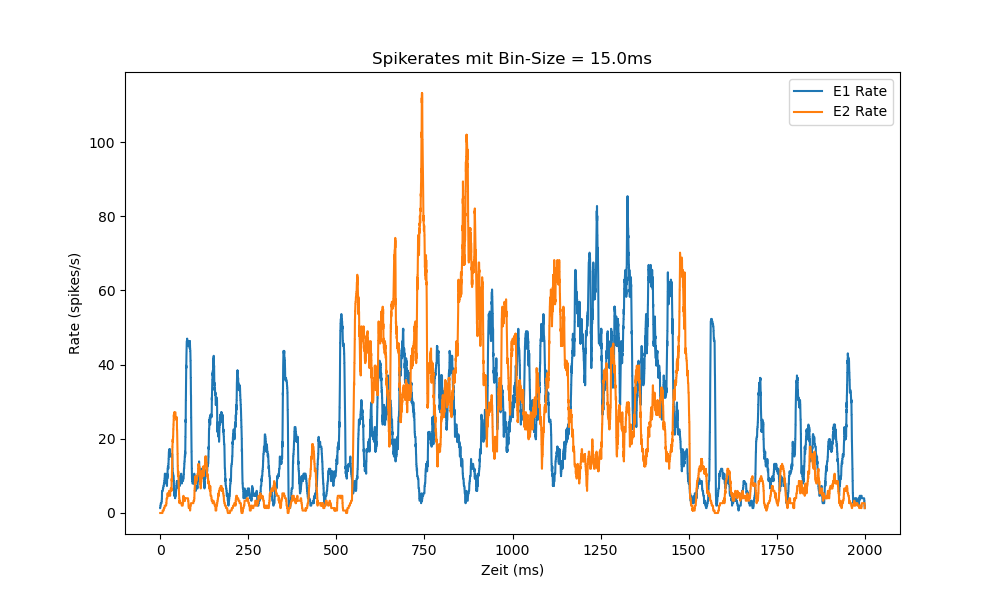 Spikerates mit Bin-Size = 15.0ms
E1 Rate
E2 Rate
Rate (spikes/s)
100
80
60
40
20
0
0 250 500 750 1000 1250 1500 1750 2000
Zeit (ms)